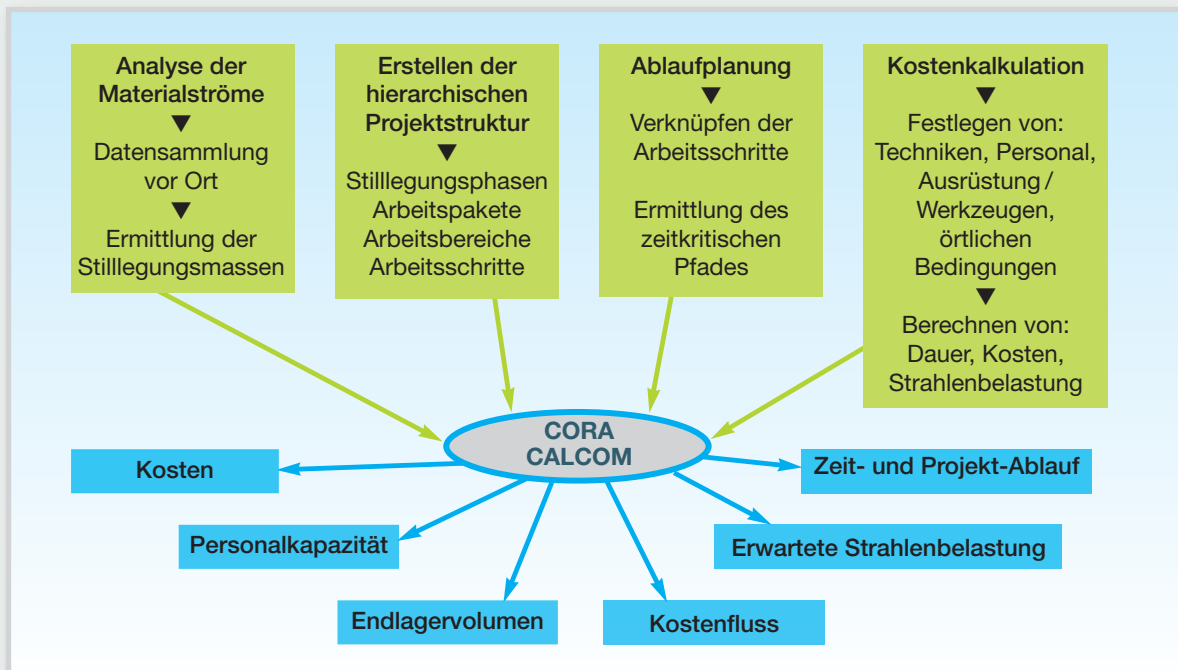 Analyse der
Materialströme
▼
Datensammlung
vor Ort
▼
Ermittlung der
Stilllegungsmassen
Erstellen der
hierarchischen
Projektstruktur
▼
Stilllegungsphasen
Arbeitspakete
Arbeitsbereiche
Arbeitsschritte
Ablaufplanung
▼
Verknüpfen der
Arbeitsschritte
Ermittlung des
zeitkritischen
Pfades
Kostenkalkulation
▼
Festlegen von:
Techniken, Personal,
Ausrüstung /
Werkzeugen,
örtlichen
Bedingungen
▼
Berechnen von:
Dauer, Kosten,
Strahlenbelastung
CORA
CALCOM
Kosten
Zeit- und Projekt-Ablauf
Personalkapazität
Erwartete Strahlenbelastung
Endlagervolumen
Kostenfluss